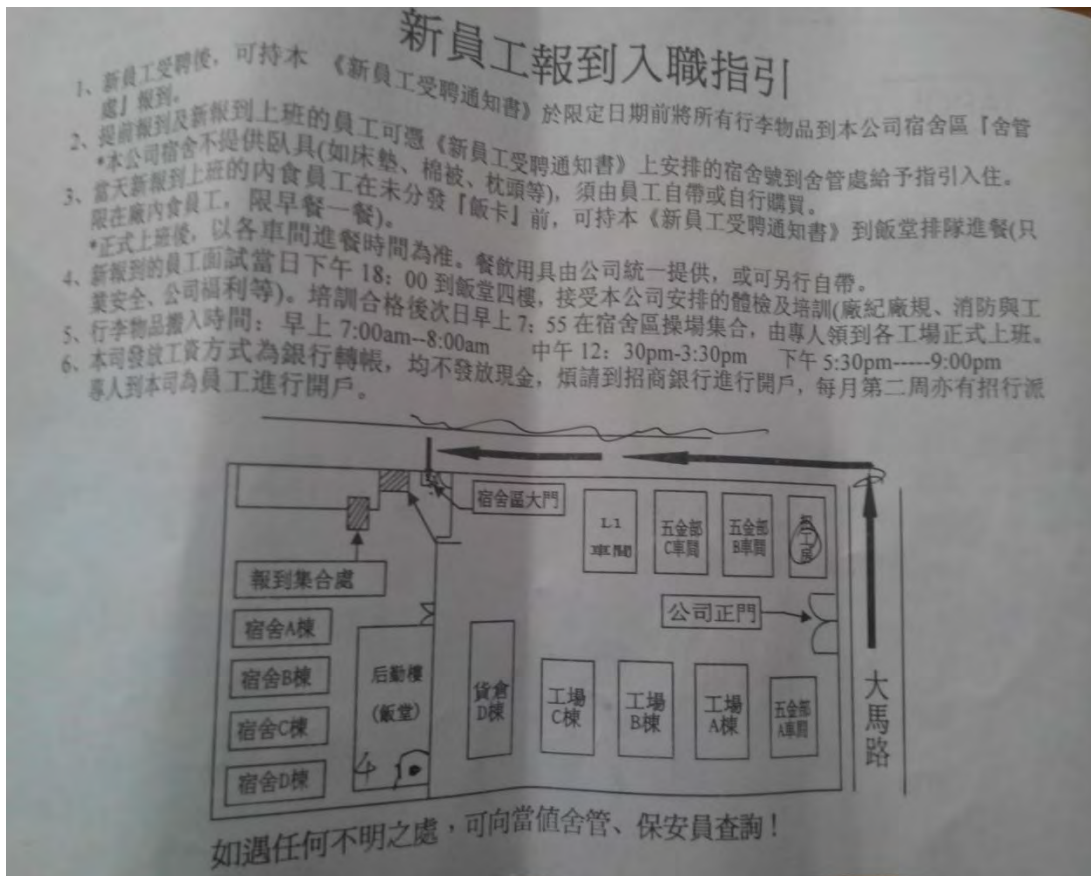 新員工報到入職指引
1、新員工受聘後，可持本 《新員工受聘通知書》於限定日期前將所有行李物品到本公司宿舍區『舍管
處』報到。
2、提前報到及新報到上班的員工可憑《新員工受聘通知書》上安排的宿舍號到舍管處給予指引入住。
*本公司宿舍不提供臥具(如床墊、棉被、枕頭等)，須由員工自帶或自行購買。
3、當天新報到上班的內食員工在未分發『飯卡』前，可持本《新員工受聘通知書》到飯堂排隊進餐(只
限在廠內食員工，限早餐一餐)。
*正式上班後，以各車間進餐時間為准。餐飲用具由公司統一提供，或可另行自帶。
4、新報到的員工面試當日下午18：00到飯堂四樓，接受本公司安排的體檢及培訓(廠紀廠規、消防與工
業安全、公司福利等)。培訓合格後次日早上7：55在宿舍區操場集合，由專人領到各工場正式上班。
5、行李物品搬入時間：早上 7:00am--8:00am 中午 12：30pm-3:30pm 下午 5:30pm-----9:00pm
6、本司發放工資方式為銀行轉帳，均不發放現金，煩請到招商銀行進行開戶，每月第二周亦有招行派
專人到本司為員工進行開戶。
宿舍區大門
L1
車間
五金部
C車間
五金部
B車間
報到集合處
公司正門
宿舍A棟
宿舍B棟
宿舍C棟
宿舍D棟
后勤樓
(飯堂)
4
貨倉
D棟
工場
C棟
工場
B棟
工場
A棟
五金部
A車間
大馬路
如遇任何不明之處，可向當值舍管、保安員查詢！